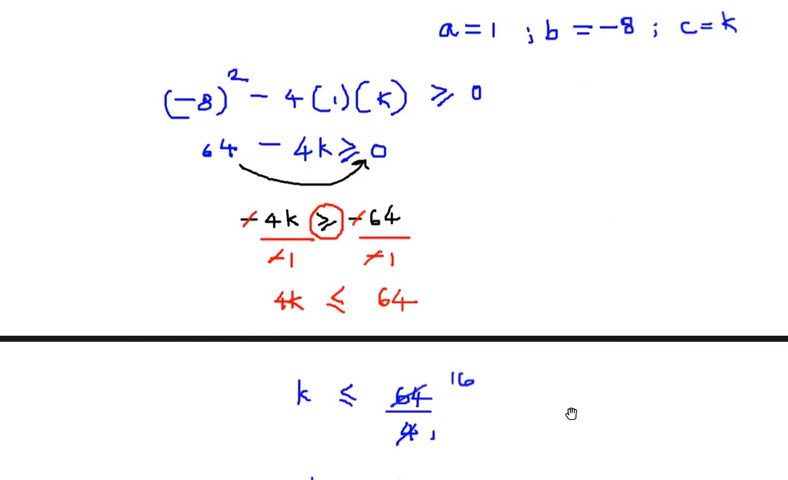 a = 1 ; b = -8 ; c = k
(-8)² - 4(1)(k) ≥ 0
64 - 4k ≥ 0
-4k ≥ -64
-1 -1
4k ≤ 64
k ≤ 64/4 16 1